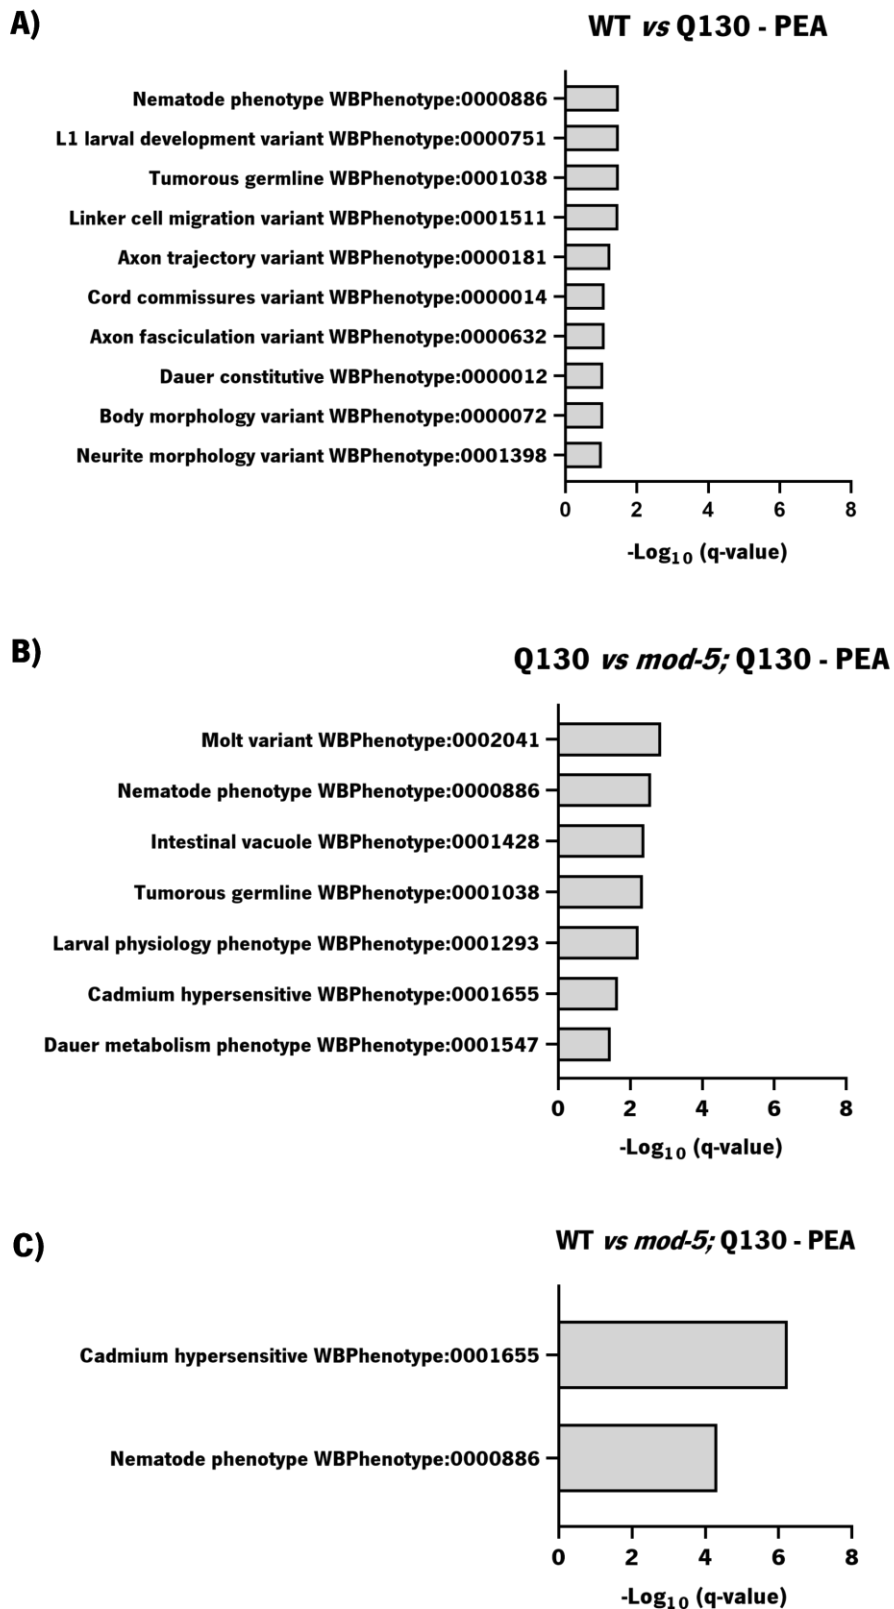 A)
WT vs Q130 - PEA
Nematode phenotype WBPhenotype:0000886
L1 larval development variant WBPhenotype:0000751
Tumorous germline WBPhenotype:0001038
Linker cell migration variant WBPhenotype:0001511
Axon trajectory variant WBPhenotype:0000181
Cord commissures variant WBPhenotype:0000014
Axon fasciculation variant WBPhenotype:0000632
Dauer constitutive WBPhenotype:0000012
Body morphology variant WBPhenotype:0000072
Neurite morphology variant WBPhenotype:0001398
0 2 4 6 8
-Log₁₀ (q-value)
B)
Q130 vs mod-5; Q130 - PEA
Molt variant WBPhenotype:0002041
Nematode phenotype WBPhenotype:0000886
Intestinal vacuole WBPhenotype:0001428
Tumorous germline WBPhenotype:0001038
Larval physiology phenotype WBPhenotype:0001293
Cadmium hypersensitive WBPhenotype:0001655
Dauer metabolism phenotype WBPhenotype:0001547
0 2 4 6 8
-Log₁₀ (q-value)
C)
WT vs mod-5; Q130 - PEA
Cadmium hypersensitive WBPhenotype:0001655
Nematode phenotype WBPhenotype:0000886
0 2 4 6 8
-Log₁₀ (q-value)